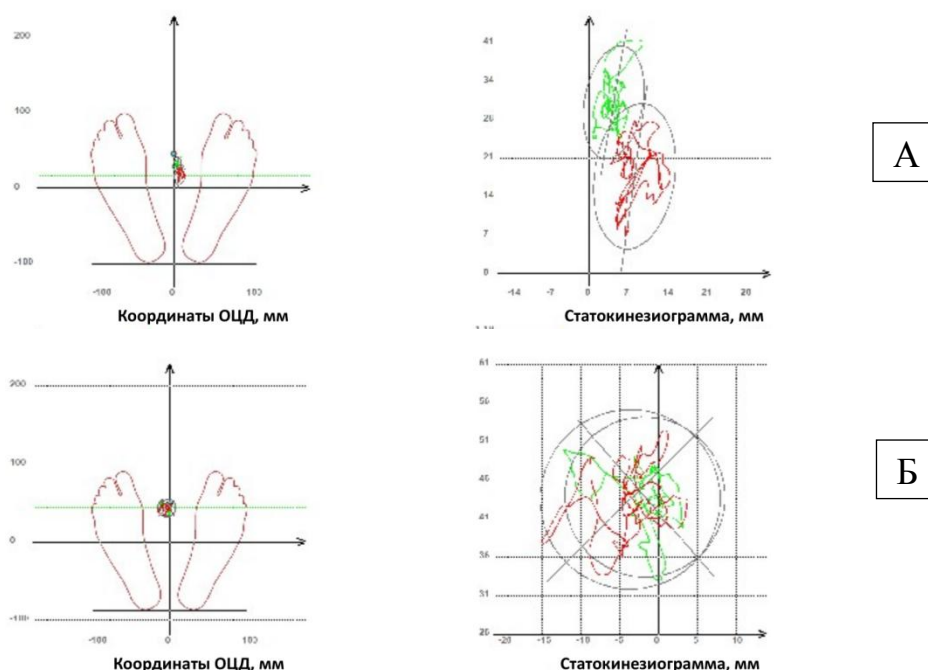 200
100
0
-100
-100 0 100
Координаты ОЦД, мм
41
34
28
21
14
7
0
-14 -7 0 7 14 21 28
Статокинезиограмма, мм
А
200
100
0
-100
-100 0 100
Координаты ОЦД, мм
61
56
51
46
41
36
31
26
-20 -15 -10 -5 0 5 10
Статокинезиограмма, мм
Б